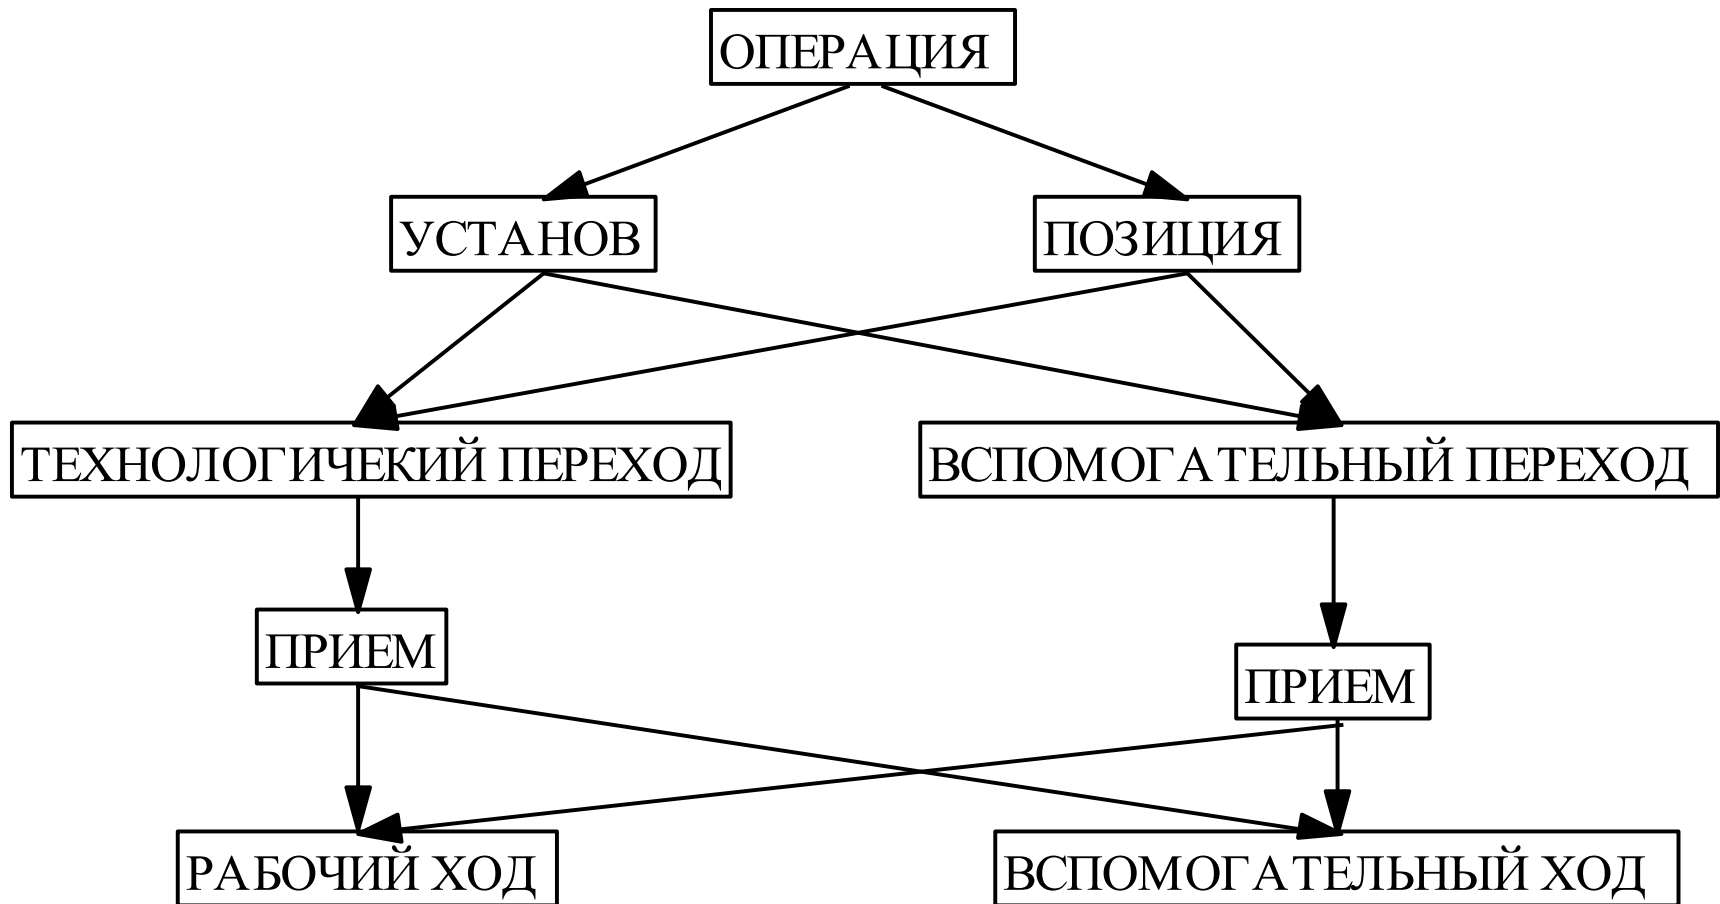 ОПЕРАЦИЯ
УСТАНОВ
ПОЗИЦИЯ
ТЕХНОЛОГИЧЕКИЙ ПЕРЕХОД
ВСПОМОГАТЕЛЬНЫЙ ПЕРЕХОД
ПРИЕМ
ПРИЕМ
РАБОЧИЙ ХОД
ВСПОМОГАТЕЛЬНЫЙ ХОД